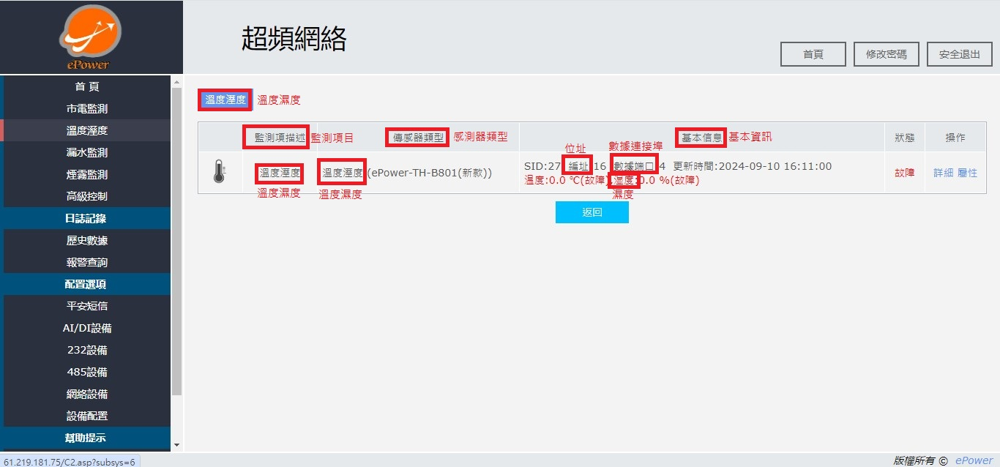 ePower
超頻網絡
首頁 修改密碼 安全退出
首 頁
市電監測
溫度溼度
漏水監測
煙霧監測
高級控制
日誌記錄
歷史數據
報警查詢
配置選項
平安短信
AI/DI設備
232設備
485設備
網絡設備
設備配置
幫助提示
溫度溼度 溫度濕度
監測項描述 監測項目 傳感器類型 感測器類型 基本信息 基本資訊 狀態 操作
位址 數據連接埠
溫度溼度 溫度溼度 (ePower-TH-B801(新款)) SID:27 編址 16 數據端口 4 更新時間:2024-09-10 16:11:00 故障 詳細 屬性
溫度:0.0 ℃(故障) 湿度:0.0 %(故障)
溫度濕度 溫度濕度 濕度
返回
61.219.181.75/C2.asp?subsys=6
版權所有 © ePower